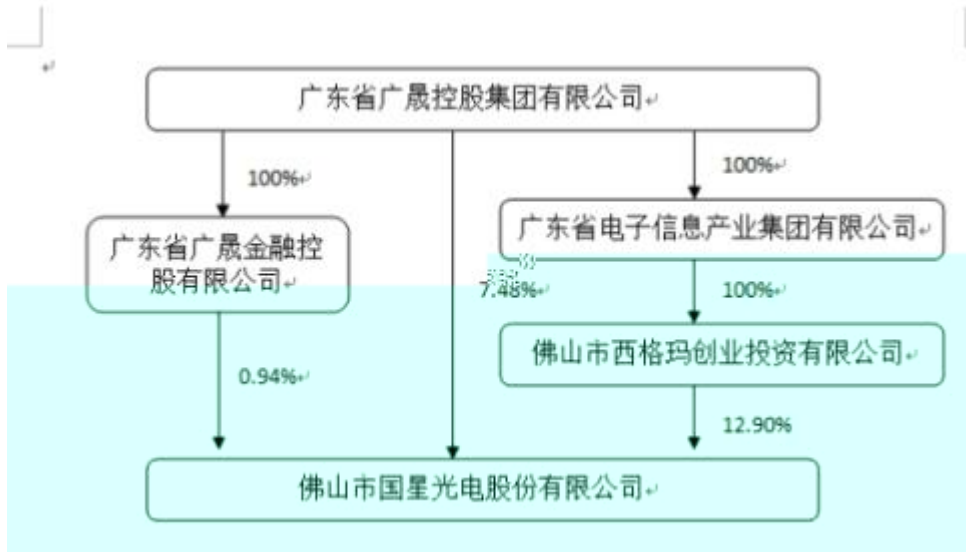 广东省广晟控股集团有限公司
100%
100%
广东省广晟金融控
股有限公司
广东省电子信息产业集团有限公司
7.48%
100%
佛山市西格玛创业投资有限公司
0.94%
12.90%
佛山市国星光电股份有限公司